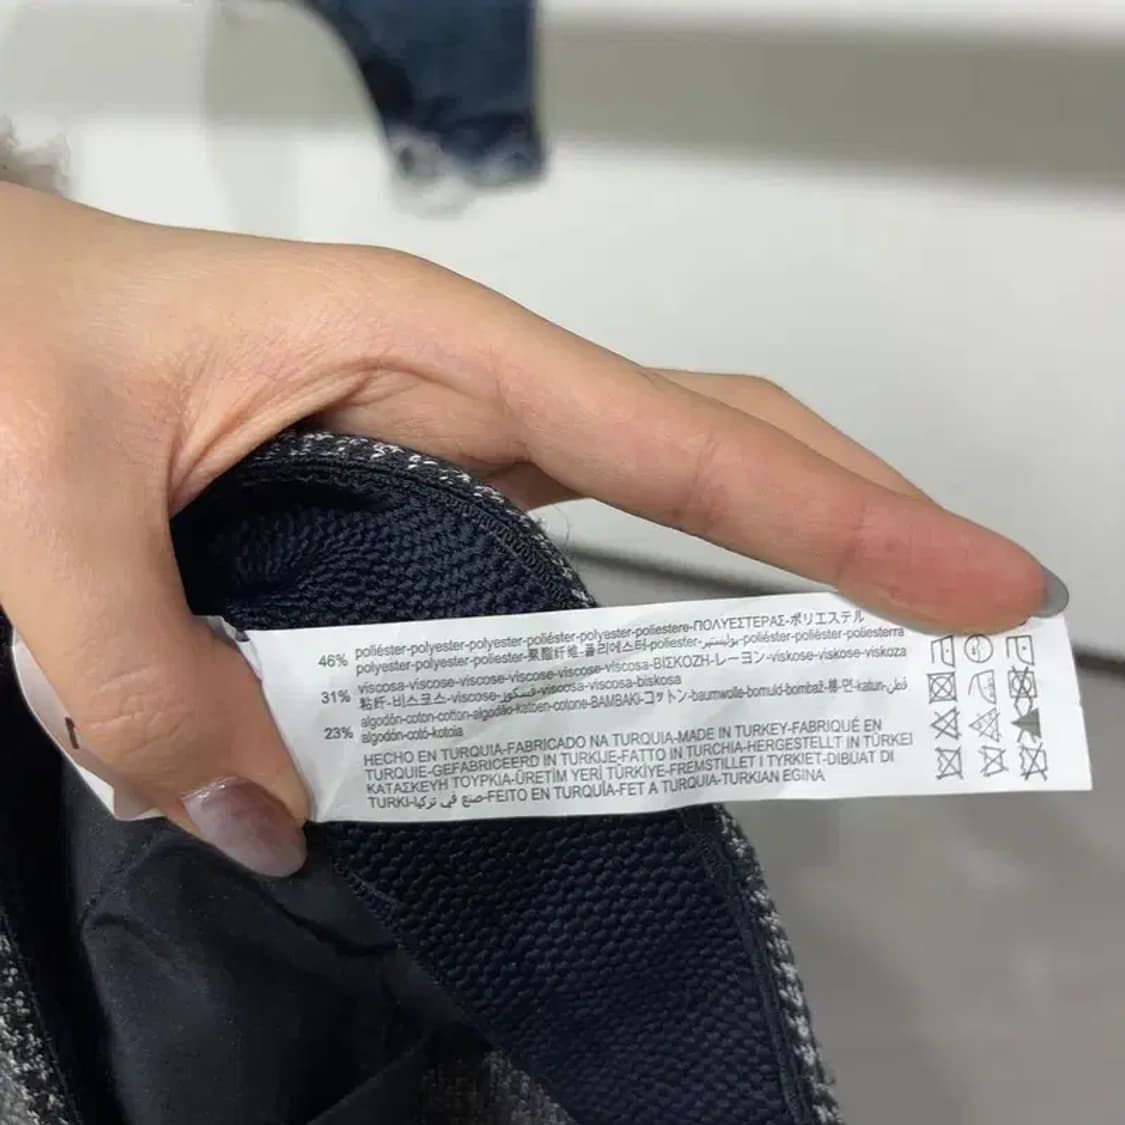 46% poliéster-polyester-polyester-poliéster-polyester-poliestere-ΠΟΛΥΕΣΤΕΡΑΣ-ポリエステル
polyester-polyester-poliester-聚酯纤维-폴리에스터-poliester-بوليستير-poliéster-polièster-poliesterra
31% viscosa-viscose-viscose-viscose-viscose-viscosa-ΒΙΣΚΟΖΗ-レーヨン-viskose-viskose-viskoza
粘纤-비스코스-viscose-فسكوز-viscosa-viscosa-biskosa
23% algodón-coton-cotton-algodão-katoen-cotone-ΒΑΜΒΑΚΙ-コットン-baumwolle-bomuld-bombaž-棉-면-katun-قطن
algodón-cotó-kotoia
HECHO EN TURQUIA-FABRICADO NA TURQUIA-MADE IN TURKEY-FABRIQUÉ EN
TURQUIE-GEFABRICEERD IN TURKIJE-FATTO IN TURCHIA-HERGESTELLT IN TÜRKEI
ΚΑΤΑΣΚΕΥΗ ΤΟΥΡΚΙΑ-ÜRETİM YERİ TÜRKİYE-FREMSTILLET I TYRKIET-DIBUAT DI
TURKI-صنع في تركيا-FEITO EN TURQUÍA-FET A TURQUIA-TURKIAN EGINA